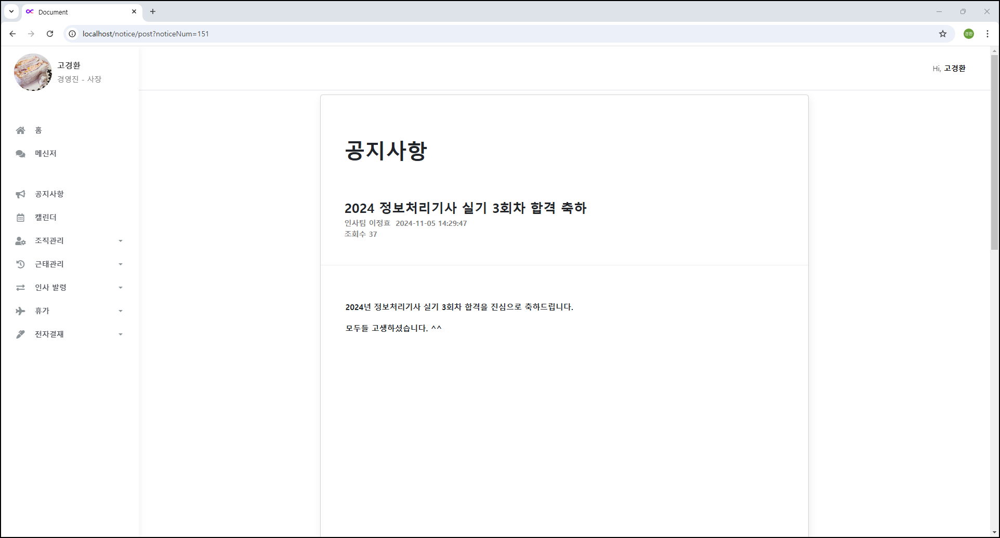 Document
localhost/notice/post?noticeNum=151
경환
고경환
경영진 - 사장
Hi, 고경환
홈
메신저
공지사항
캘린더
조직관리
근태관리
인사 발령
휴가
전자결재
공지사항
2024 정보처리기사 실기 3회차 합격 축하
인사팀 이정효 2024-11-05 14:29:47
조회수 37
2024년 정보처리기사 실기 3회차 합격을 진심으로 축하드립니다.
모두들 고생하셨습니다. ^^